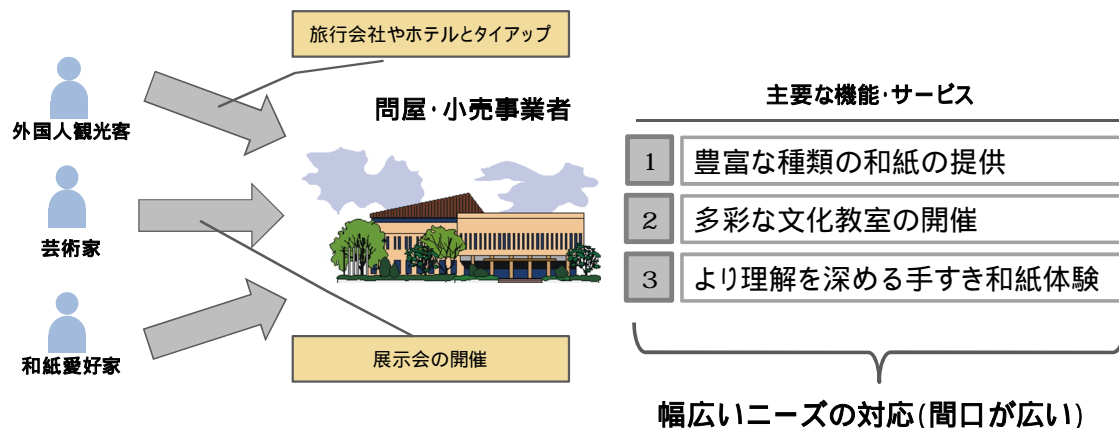 旅行会社やホテルとタイアップ
外国人観光客
問屋・小売事業者
芸術家
和紙愛好家
展示会の開催
主要な機能・サービス
1 豊富な種類の和紙の提供
2 多彩な文化教室の開催
3 より理解を深める手すき和紙体験
幅広いニーズの対応(間口が広い)